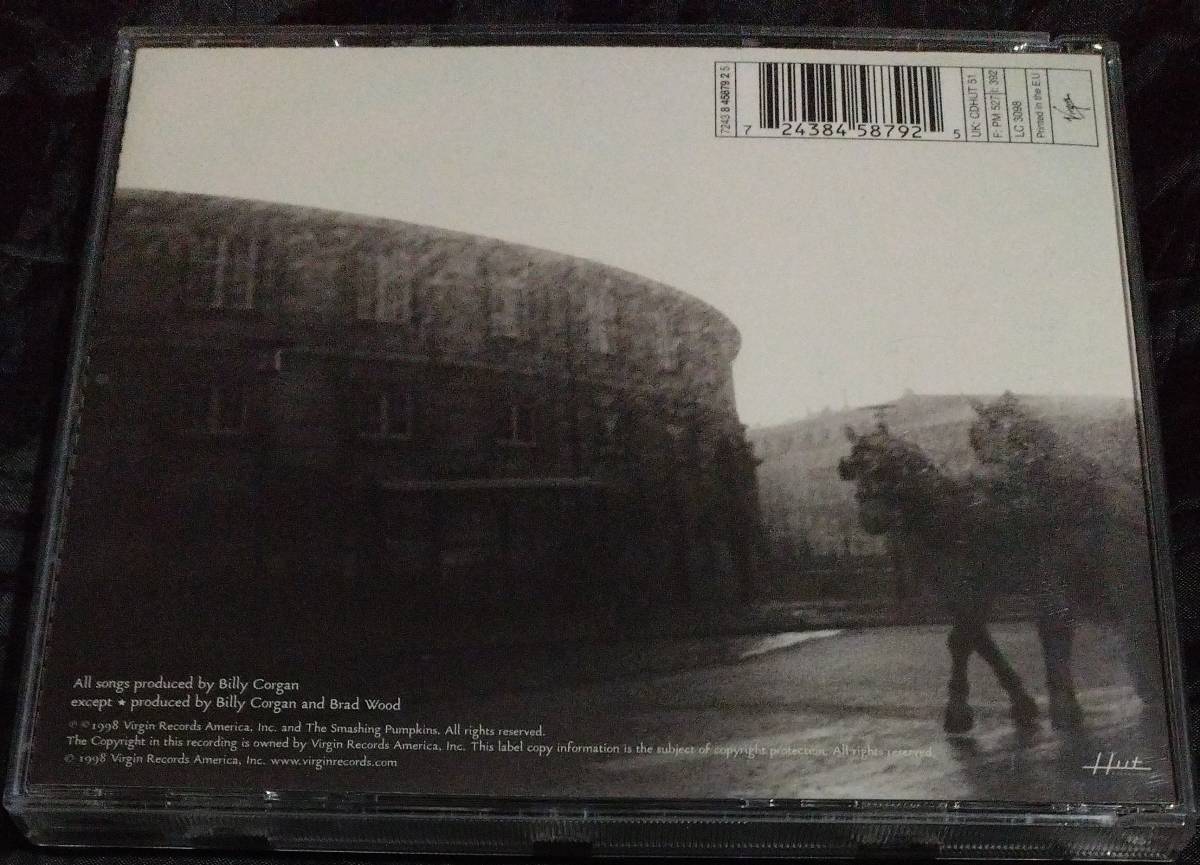 7243 8 45879 2 5
7 24384 58792 5
UK: CDHUT 51
F: PM 527 I: 392
LC 3098
Printed in the E.U
Virgin
All songs produced by Billy Corgan
except ★ produced by Billy Corgan and Brad Wood
℗ © 1998 Virgin Records America, Inc. and The Smashing Pumpkins. All rights reserved.
The Copyright in this recording is owned by Virgin Records America, Inc. This label copy information is the subject of copyright protection. All rights reserved.
© 1998 Virgin Records America, Inc. www.virginrecords.com
Hut